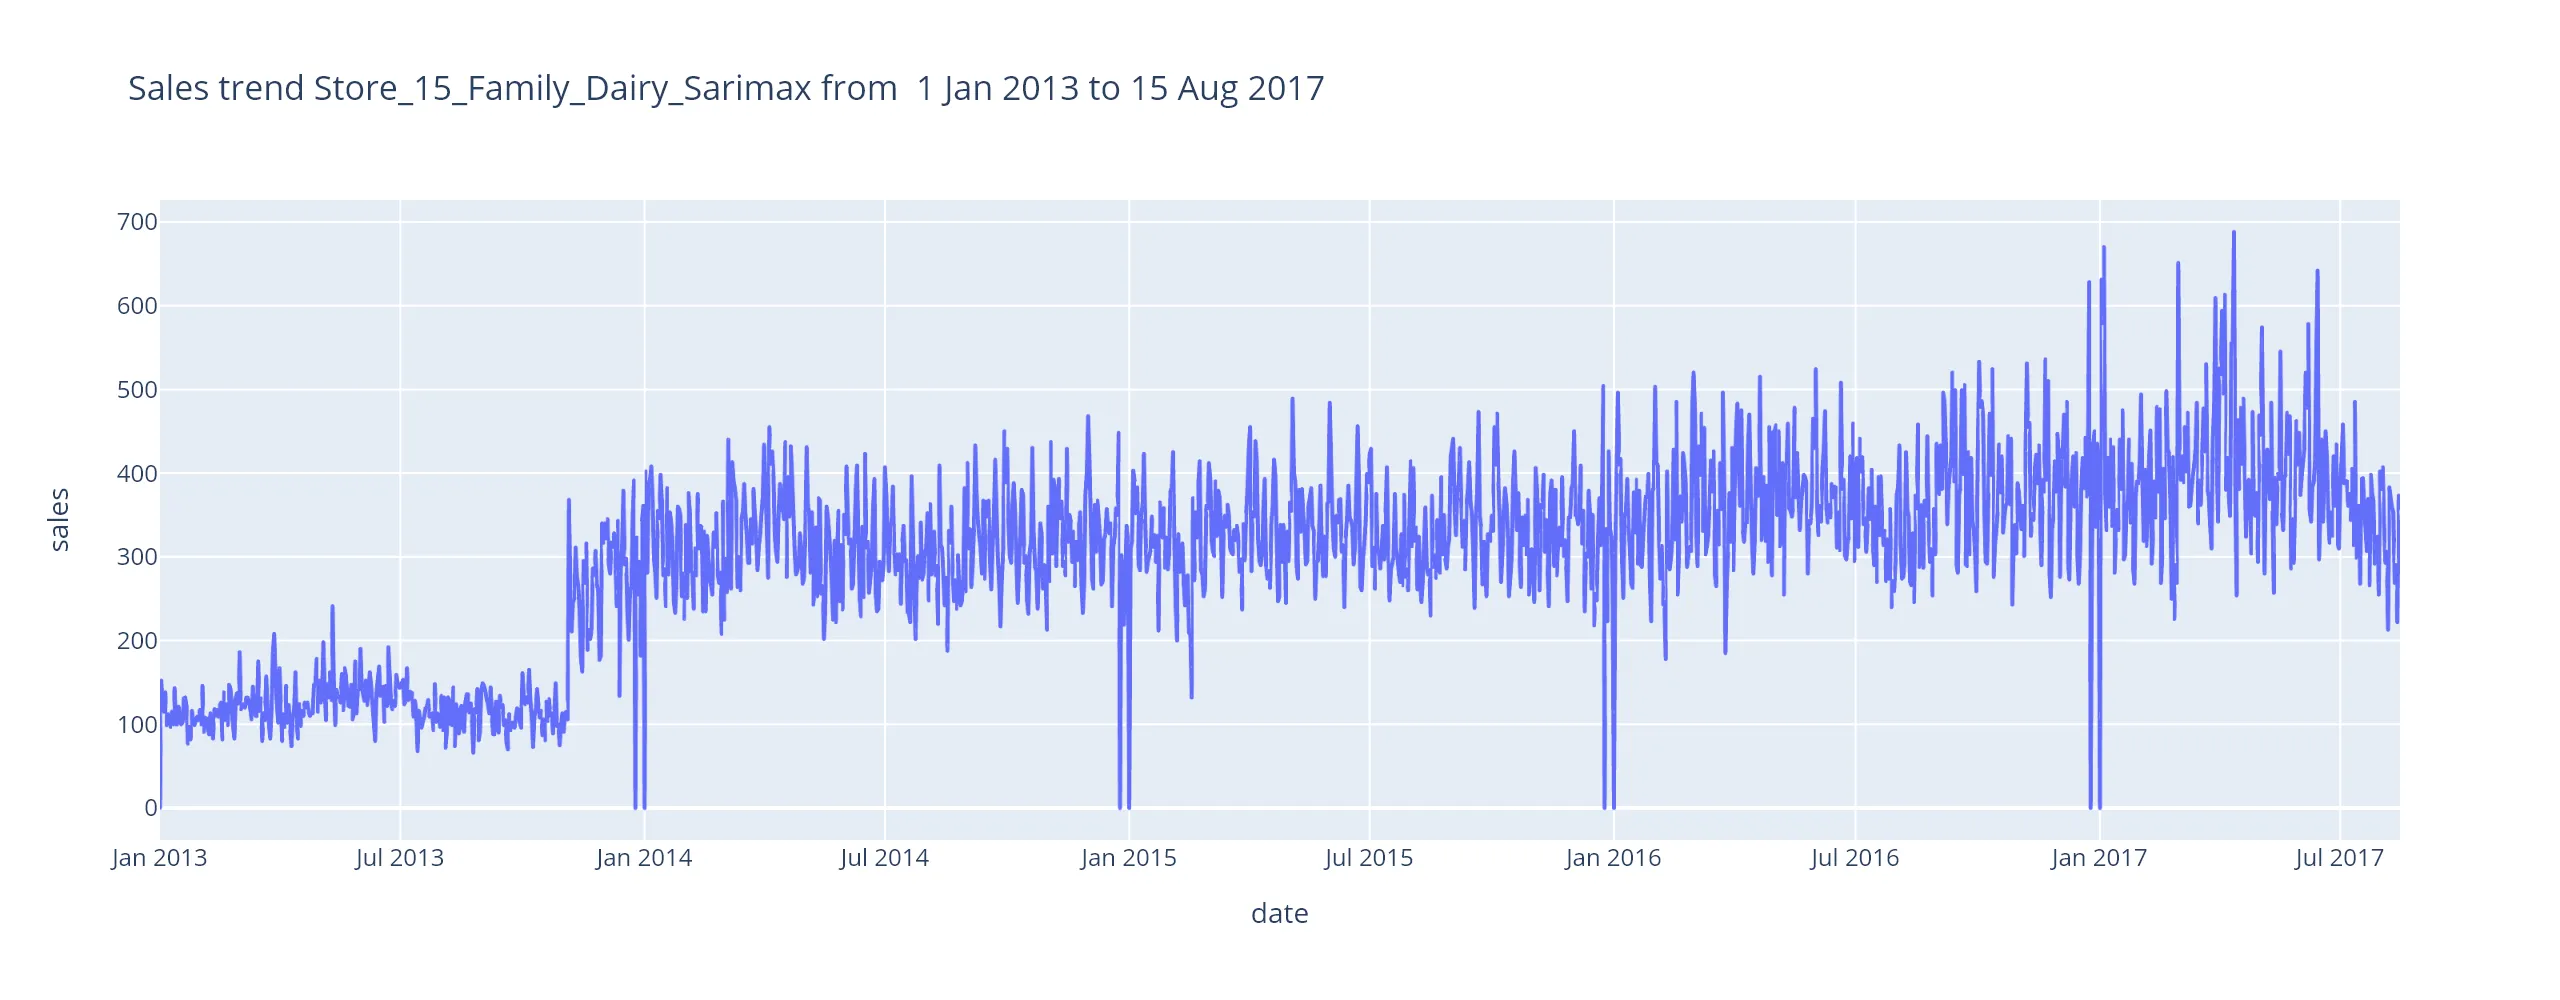 Sales trend Store_15_Family_Dairy_Sarimax from  1 Jan 2013 to 15 Aug 2017
700
600
500
400
300
200
100
0
sales
Jan 2013 Jul 2013 Jan 2014 Jul 2014 Jan 2015 Jul 2015 Jan 2016 Jul 2016 Jan 2017 Jul 2017
date